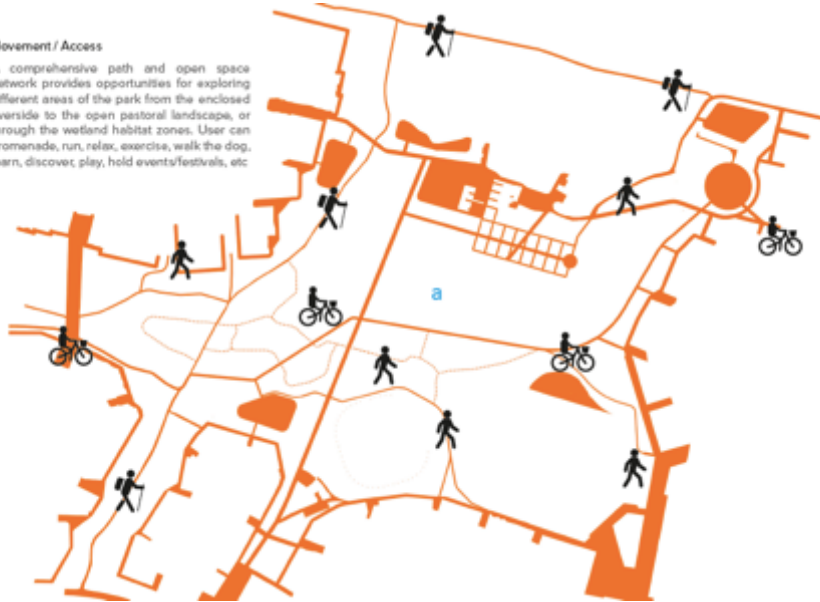 ovement / Access
comprehensive path and open space
etwork provides opportunities for exploring
ifferent areas of the park from the enclosed
verside to the open pastoral landscape, or
rough the wetland habitat zones. User can
romenade, run, relax, exercise, walk the dog,
arn, discover, play, hold events/festivals, etc
a